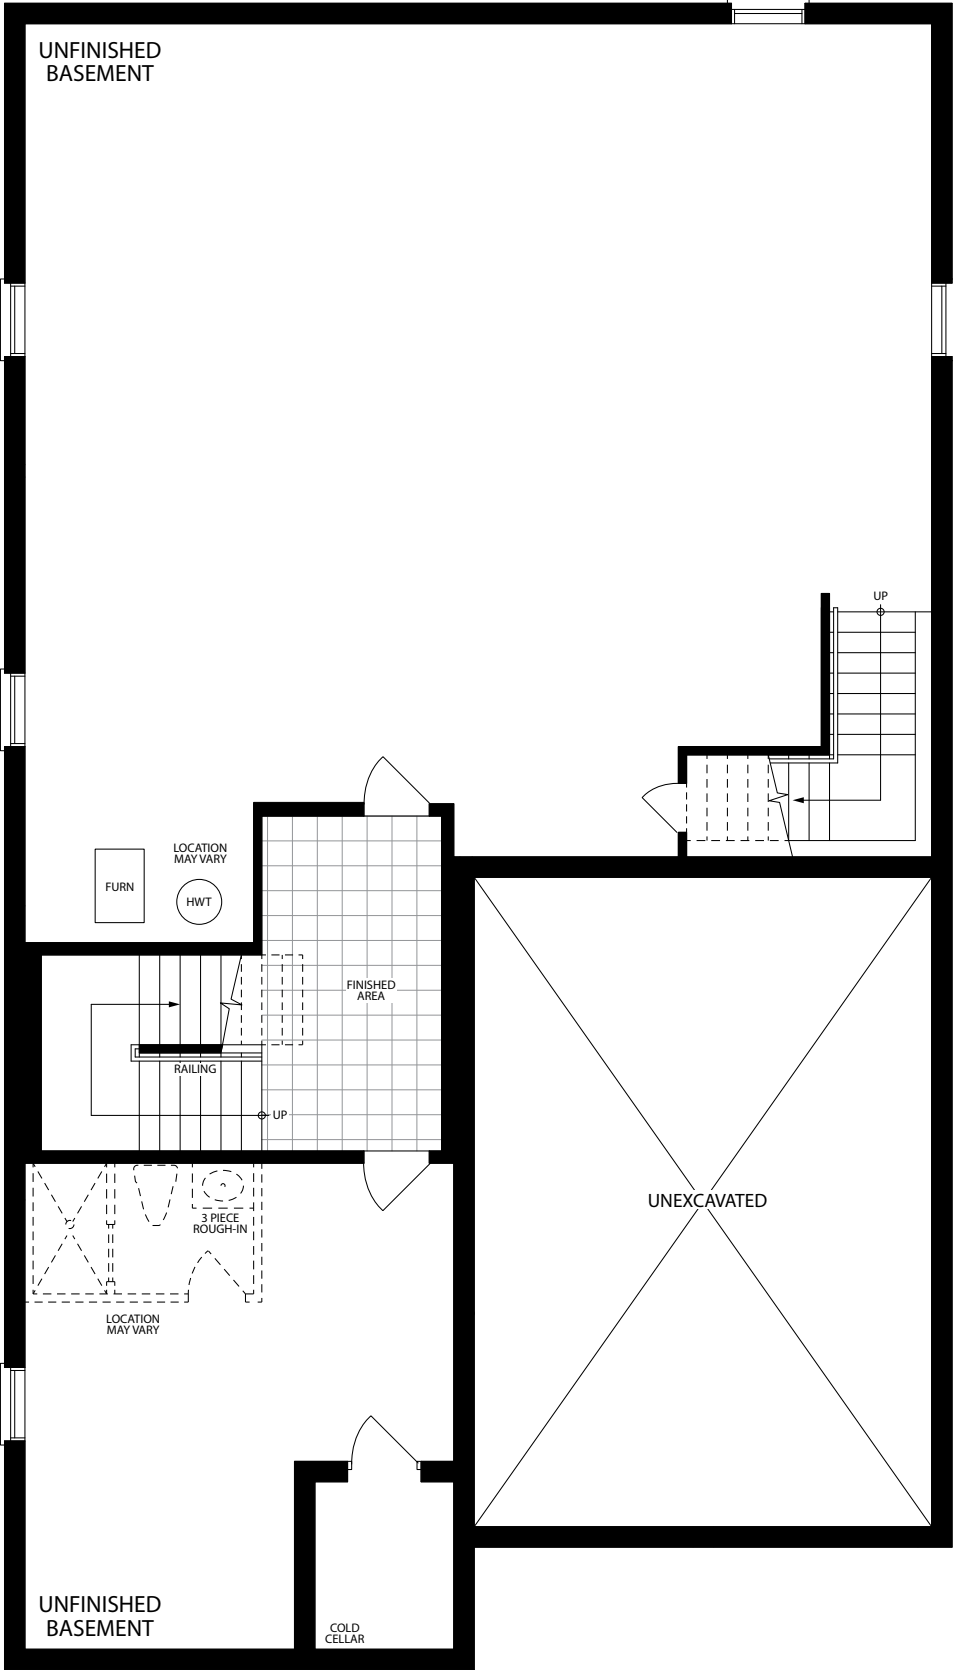 UNFINISHED
BASEMENT
UP
LOCATION
MAY VARY
FURN
HWT
FINISHED
AREA
RAILING
UP
UNEXCAVATED
3 PIECE
ROUGH-IN
LOCATION
MAY VARY
UNFINISHED
BASEMENT
COLD
CELLAR